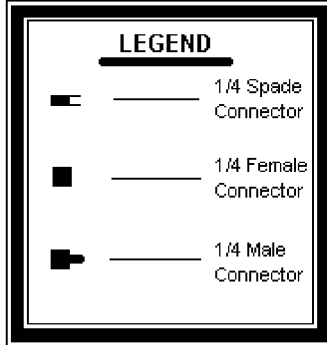 LEGEND
1/4 Spade
Connector
1/4 Female
Connector
1/4 Male
Connector